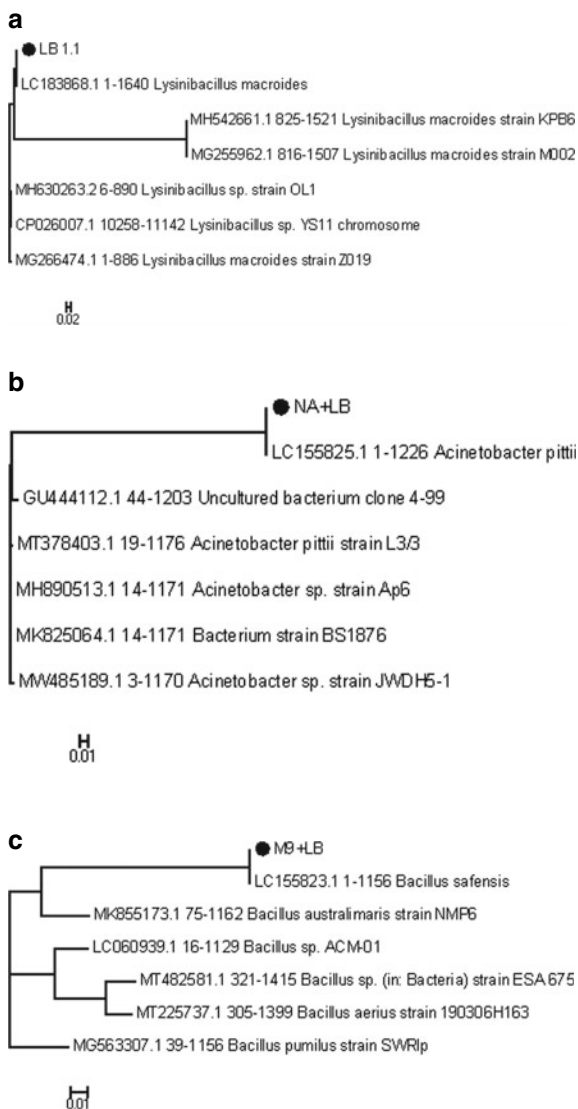 a
LB 1.1
LC183868.1 1-1640 Lysinibacillus macroides
MH542661.1 825-1521 Lysinibacillus macroides strain KPB6
MG255962.1 816-1507 Lysinibacillus macroides strain M002
MH630263.2 6-890 Lysinibacillus sp. strain OL1
CP026007.1 10258-11142 Lysinibacillus sp. YS11 chromosome
MG266474.1 1-886 Lysinibacillus macroides strain Z019
0.02
b
NA+LB
LC155825.1 1-1226 Acinetobacter pittii
GU444112.1 44-1203 Uncultured bacterium clone 4-99
MT378403.1 19-1176 Acinetobacter pittii strain L3/3
MH890513.1 14-1171 Acinetobacter sp. strain Ap6
MK825064.1 14-1171 Bacterium strain BS1876
MW485189.1 3-1170 Acinetobacter sp. strain JWDH5-1
0.01
c
M9+LB
LC155823.1 1-1156 Bacillus safensis
MK855173.1 75-1162 Bacillus australimaris strain NMP6
LC060939.1 16-1129 Bacillus sp. ACM-01
MT482581.1 321-1415 Bacillus sp. (in: Bacteria) strain ESA 675
MT225737.1 305-1399 Bacillus aerius strain 190306H163
MG563307.1 39-1156 Bacillus pumilus strain SWRIp
0.01